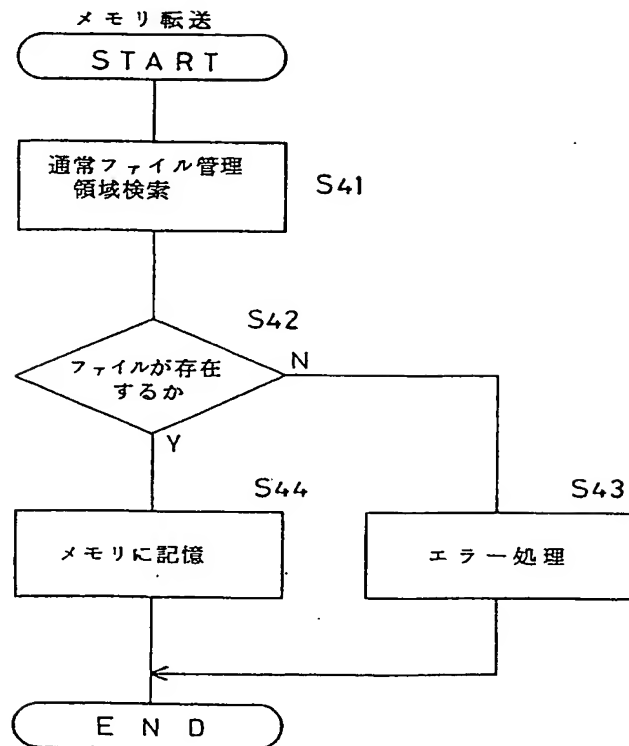 メモリ転送
START
通常ファイル管理
領域検索
S41
S42
ファイルが存在
するか
N
Y
S44
S43
メモリに記憶
エラー処理
END